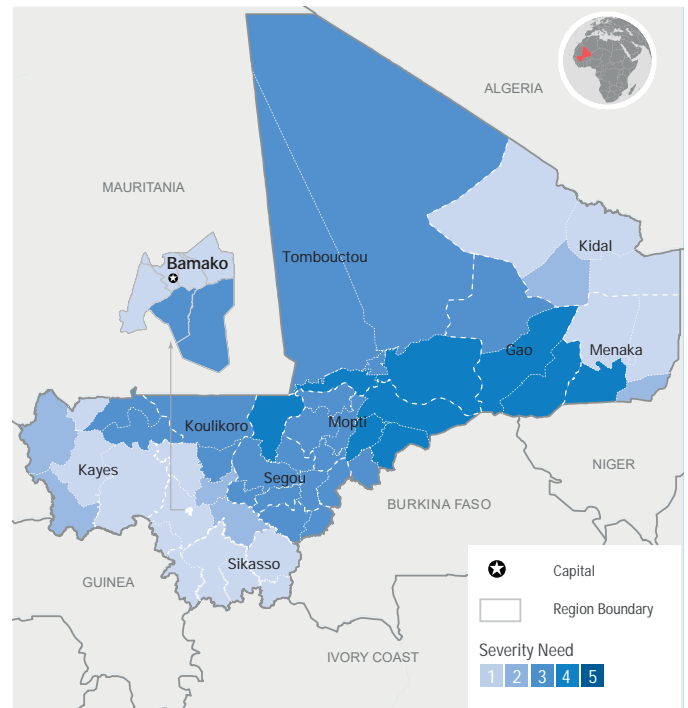 ALGERIA
MAURITANIA
Bamako
Kidal
Tombouctou
Gao
Menaka
Koulikoro
Mopti
Kayes
Segou
NIGER
BURKINA FASO
Sikasso
GUINEA
IVORY COAST
Capital
Region Boundary
Severity Need
1 2 3 4 5